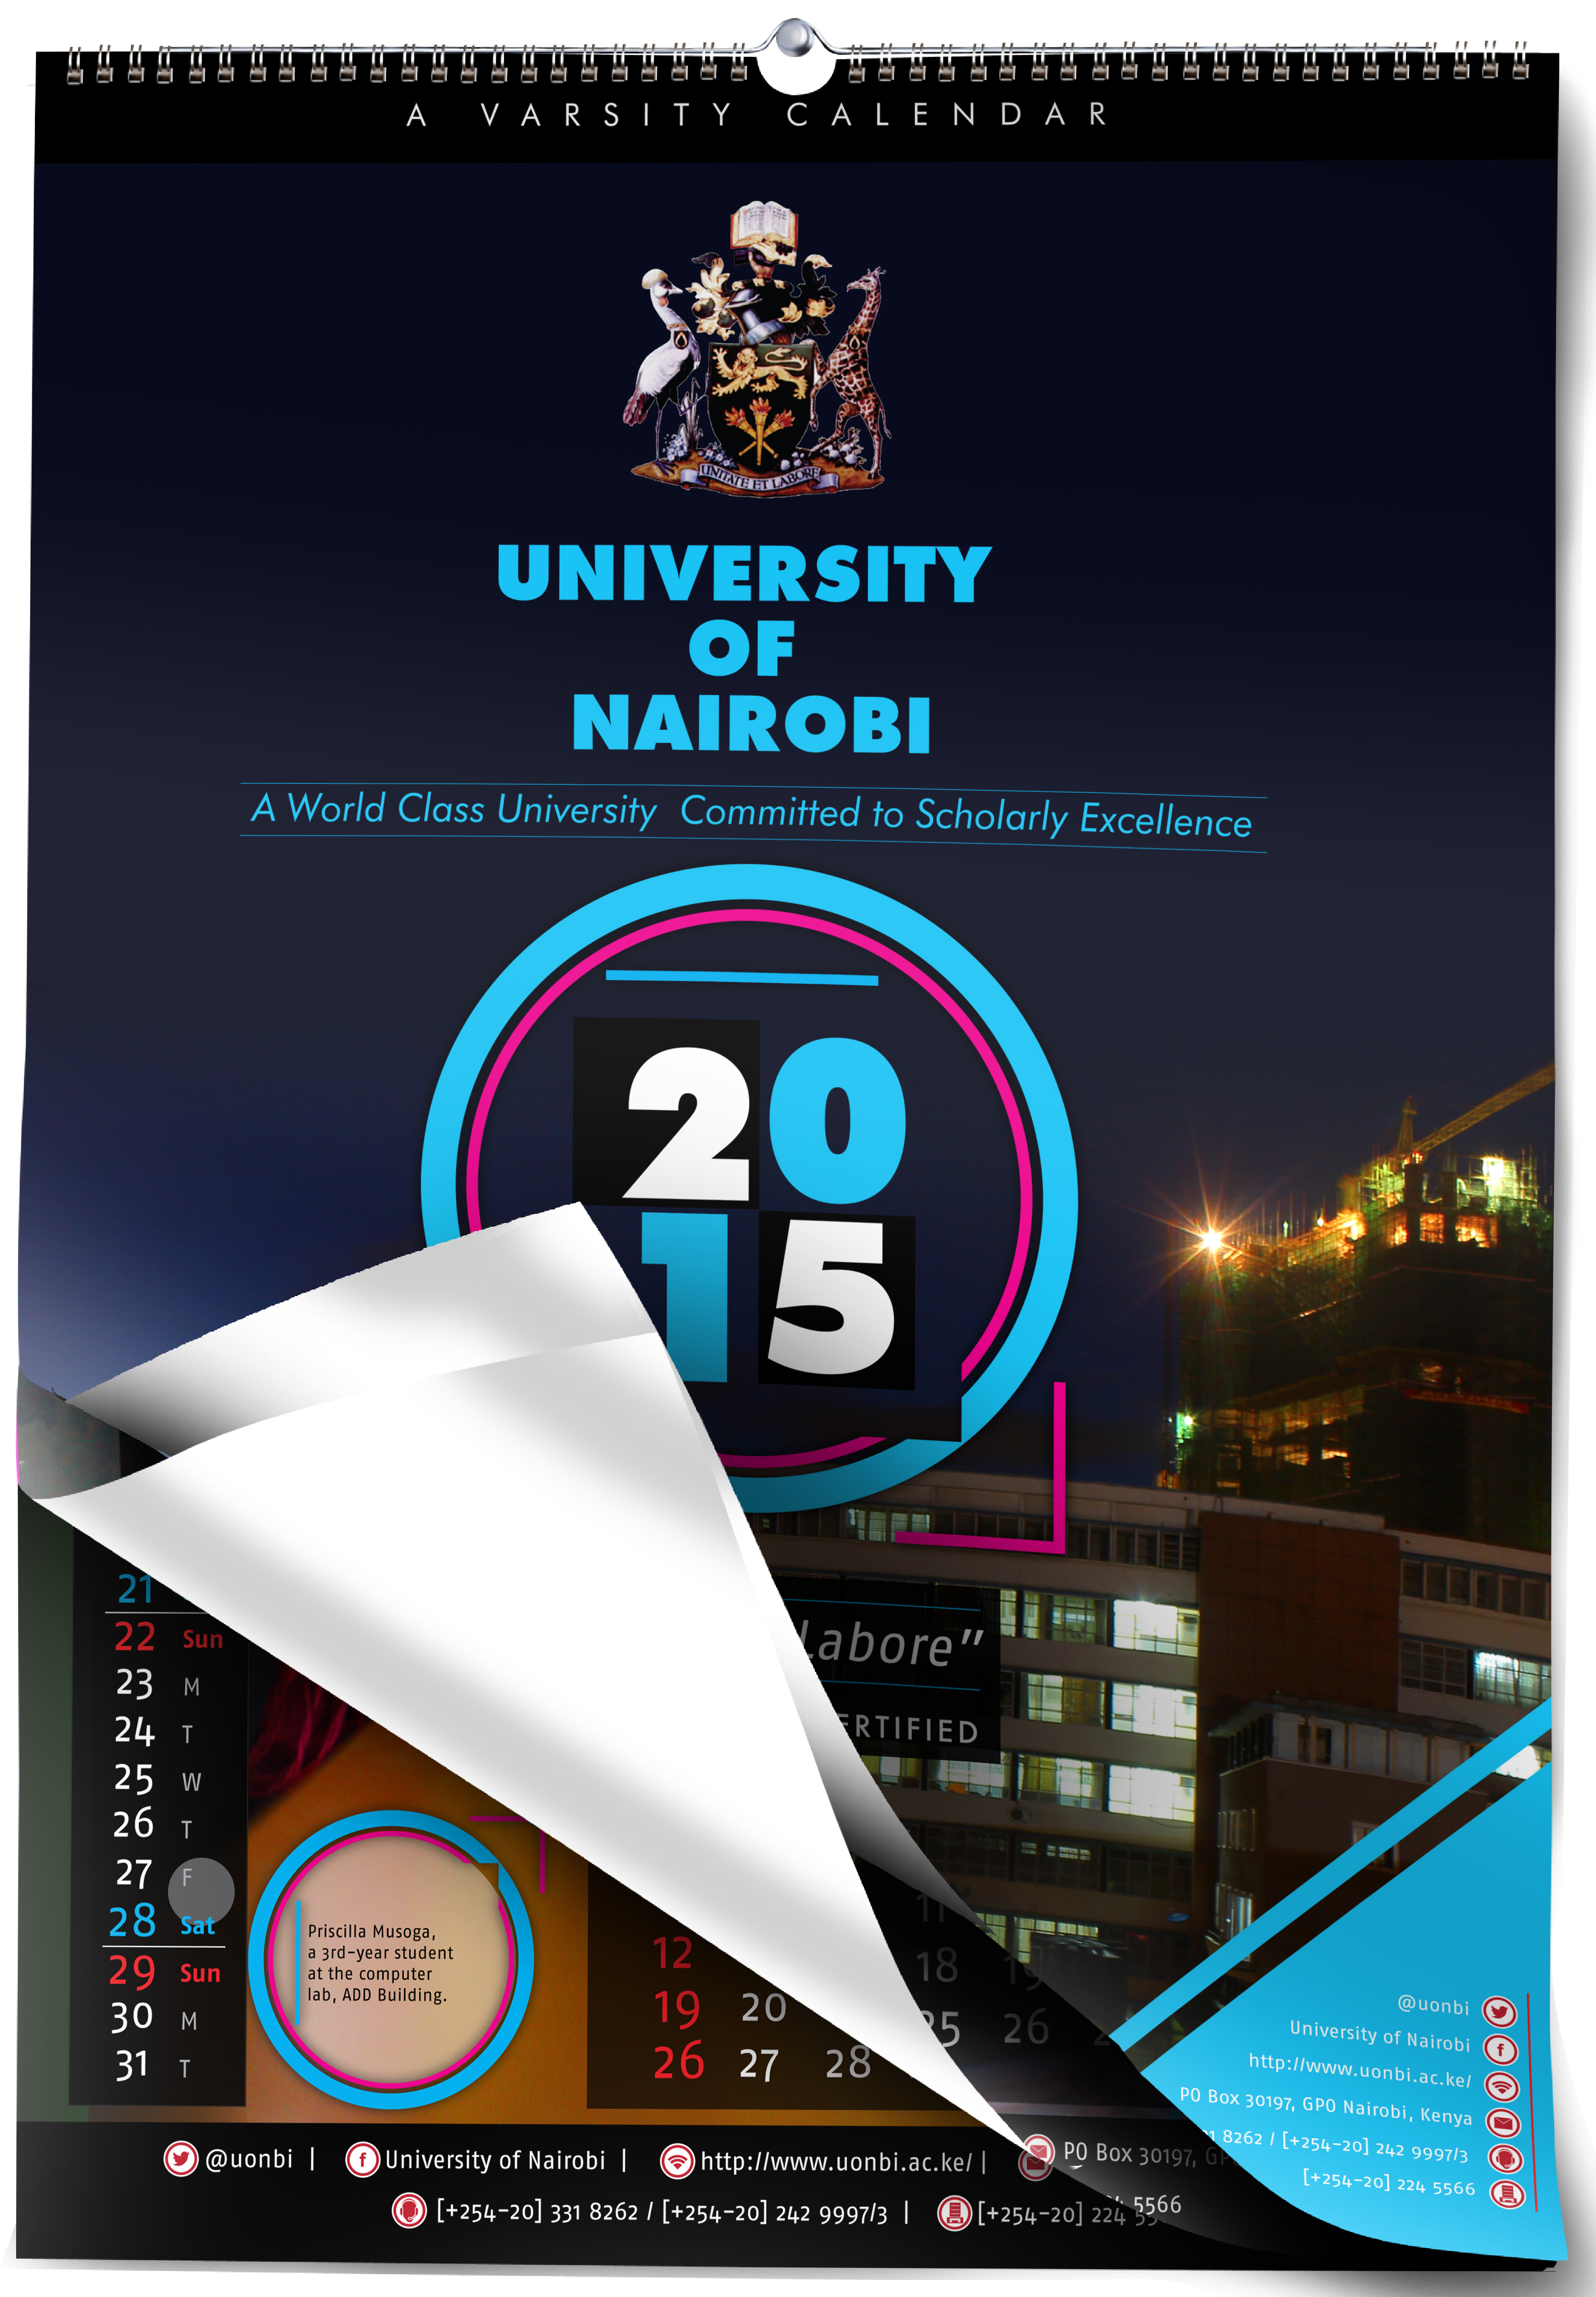 A VARSITY CALENDAR
UNITATE ET LABORE
UNIVERSITY
OF
NAIROBI
A World Class University Committed to Scholarly Excellence
20
15
Labore"
21
22 Sun
23 M
24 T
25 W
26 T
27 F
28 Sat
29 Sun
30 M
31 T
Priscilla Musoga,
a 3rd-year student
at the computer
lab, ADD Building.
11
12 18 19
19 20 25 26
26 27 28
@uonbi
University of Nairobi
http://www.uonbi.ac.ke/
PO Box 30197, GPO Nairobi, Kenya
8262 / [+254-20] 242 9997/3
[+254-20] 224 5566
@uonbi | University of Nairobi | http://www.uonbi.ac.ke/ | PO Box 30197,
[+254-20] 331 8262 / [+254-20] 242 9997/3 | [+254-20] 224 5566